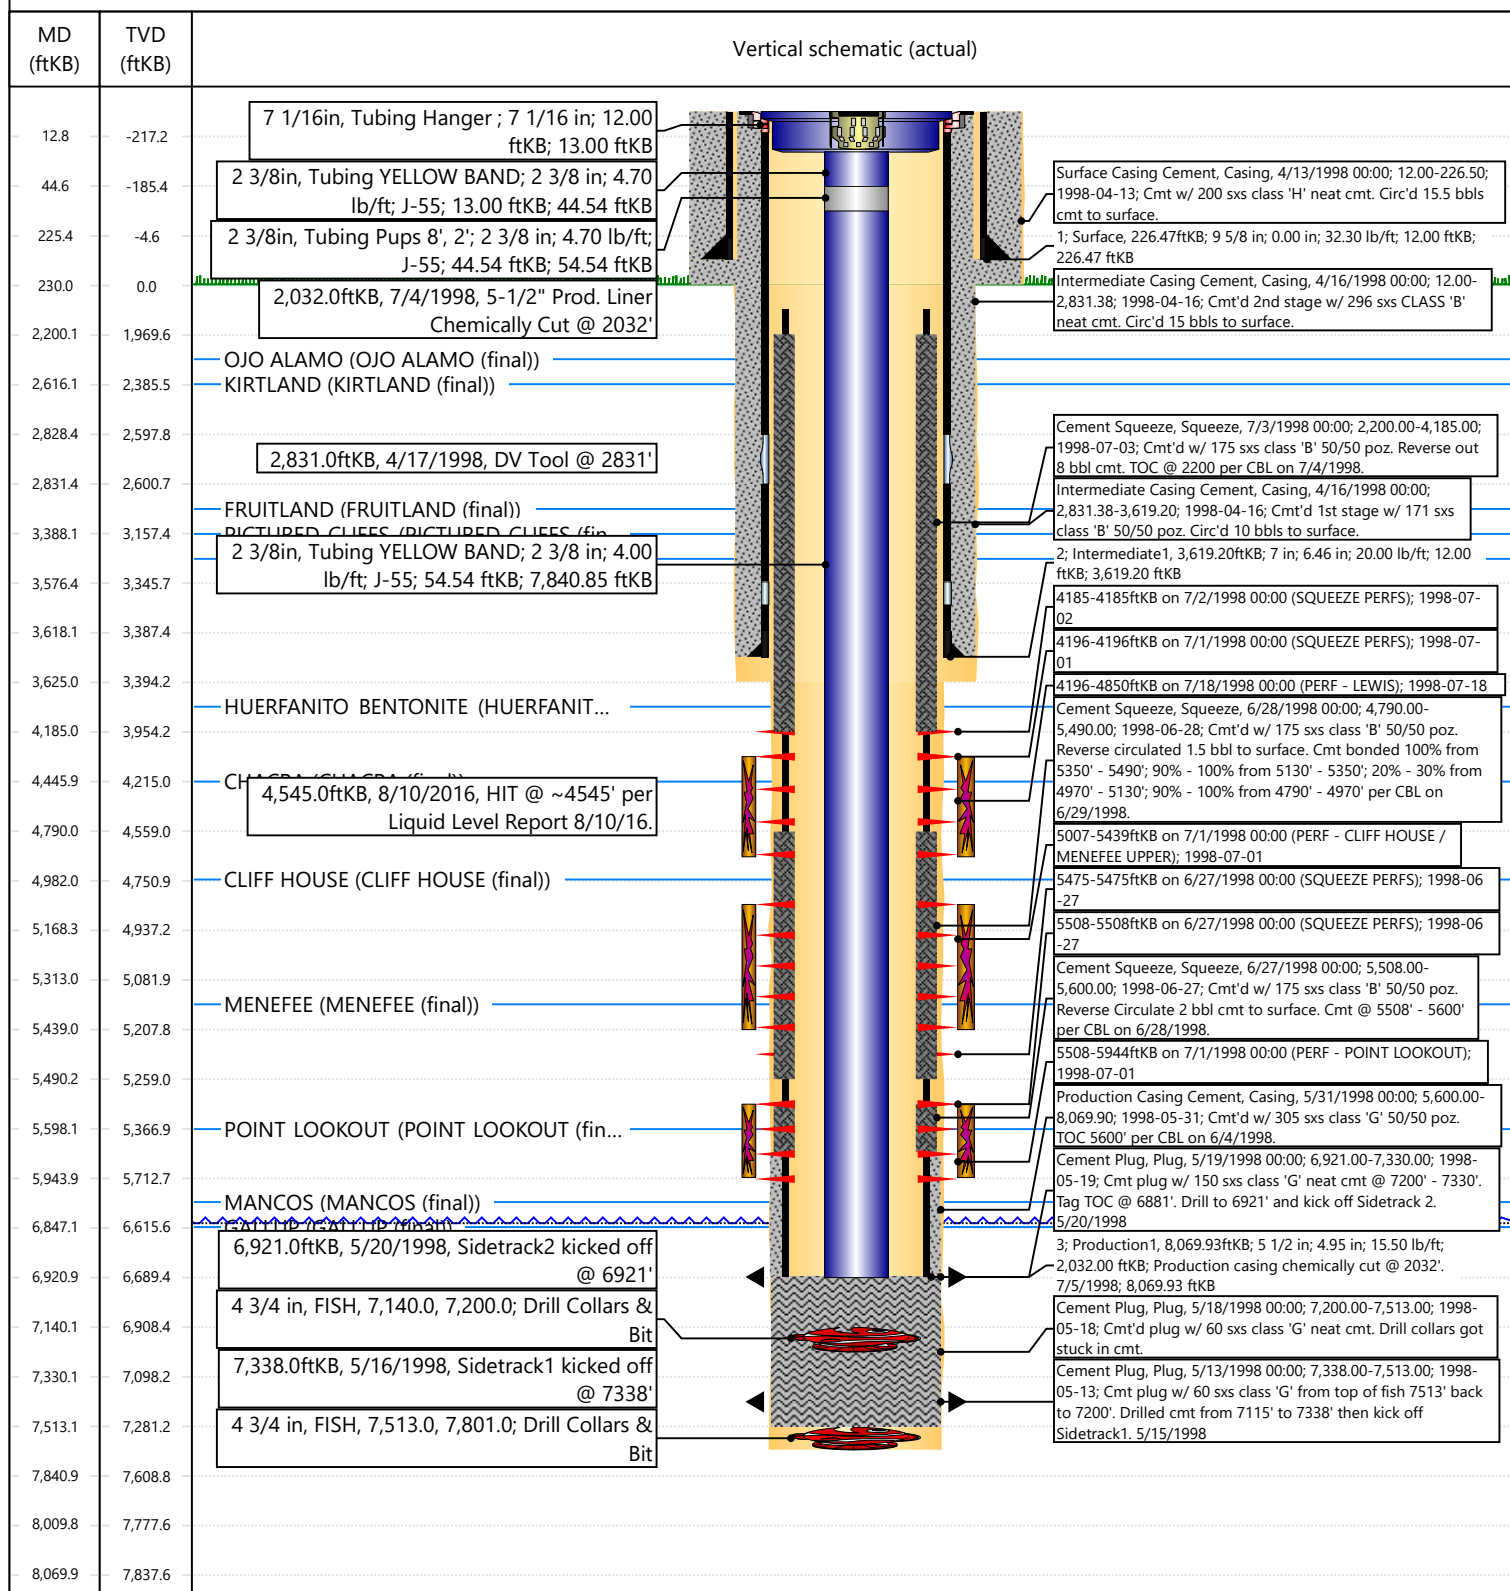 MD
(ftKB)
TVD
(ftKB)
Vertical schematic (actual)
12.8
-217.2
44.6
-185.4
225.4
-4.6
230.0
0.0
2,200.1
1,969.6
2,616.1
2,385.5
2,828.4
2,597.8
2,831.4
2,600.7
3,388.1
3,157.4
3,576.4
3,345.7
3,618.1
3,387.4
3,625.0
3,394.2
4,185.0
3,954.2
4,445.9
4,215.0
4,790.0
4,559.0
4,982.0
4,750.9
5,168.3
4,937.2
5,313.0
5,081.9
5,439.0
5,207.8
5,490.2
5,259.0
5,598.1
5,366.9
5,943.9
5,712.7
6,847.1
6,615.6
6,920.9
6,689.4
7,140.1
6,908.4
7,330.1
7,098.2
7,513.1
7,281.2
7,840.9
7,608.8
8,009.8
7,777.6
8,069.9
7,837.6
7 1/16in, Tubing Hanger ; 7 1/16 in; 12.00
ftKB; 13.00 ftKB
2 3/8in, Tubing YELLOW BAND; 2 3/8 in; 4.70
lb/ft; J-55; 13.00 ftKB; 44.54 ftKB
2 3/8in, Tubing Pups 8', 2'; 2 3/8 in; 4.70 lb/ft;
J-55; 44.54 ftKB; 54.54 ftKB
2,032.0ftKB, 7/4/1998, 5-1/2" Prod. Liner
Chemically Cut @ 2032'
OJO ALAMO (OJO ALAMO (final))
KIRTLAND (KIRTLAND (final))
2,831.0ftKB, 4/17/1998, DV Tool @ 2831'
FRUITLAND (FRUITLAND (final))
PICTURED CLIFFS (PICTURED CLIFFS (fin...
2 3/8in, Tubing YELLOW BAND; 2 3/8 in; 4.00
lb/ft; J-55; 54.54 ftKB; 7,840.85 ftKB
HUERFANITO BENTONITE (HUERFANIT...
CHACRA (CHACRA (final))
4,545.0ftKB, 8/10/2016, HIT @ ~4545' per
Liquid Level Report 8/10/16.
CLIFF HOUSE (CLIFF HOUSE (final))
MENEFEE (MENEFEE (final))
POINT LOOKOUT (POINT LOOKOUT (fin...
MANCOS (MANCOS (final))
GALLUP (GALLUP (final))
6,921.0ftKB, 5/20/1998, Sidetrack2 kicked off
@ 6921'
4 3/4 in, FISH, 7,140.0, 7,200.0; Drill Collars &
Bit
7,338.0ftKB, 5/16/1998, Sidetrack1 kicked off
@ 7338'
4 3/4 in, FISH, 7,513.0, 7,801.0; Drill Collars &
Bit
Surface Casing Cement, Casing, 4/13/1998 00:00; 12.00-226.50;
1998-04-13; Cmt w/ 200 sxs class 'H' neat cmt. Circ'd 15.5 bbls
cmt to surface.
1; Surface, 226.47ftKB; 9 5/8 in; 0.00 in; 32.30 lb/ft; 12.00 ftKB;
226.47 ftKB
Intermediate Casing Cement, Casing, 4/16/1998 00:00; 12.00-
2,831.38; 1998-04-16; Cmt'd 2nd stage w/ 296 sxs CLASS 'B'
neat cmt. Circ'd 15 bbls to surface.
Cement Squeeze, Squeeze, 7/3/1998 00:00; 2,200.00-4,185.00;
1998-07-03; Cmt'd w/ 175 sxs class 'B' 50/50 poz. Reverse out
8 bbl cmt. TOC @ 2200 per CBL on 7/4/1998.
Intermediate Casing Cement, Casing, 4/16/1998 00:00;
2,831.38-3,619.20; 1998-04-16; Cmt'd 1st stage w/ 171 sxs
class 'B' 50/50 poz. Circ'd 10 bbls to surface.
2; Intermediate1, 3,619.20ftKB; 7 in; 6.46 in; 20.00 lb/ft; 12.00
ftKB; 3,619.20 ftKB
4185-4185ftKB on 7/2/1998 00:00 (SQUEEZE PERFS); 1998-07-
02
4196-4196ftKB on 7/1/1998 00:00 (SQUEEZE PERFS); 1998-07-
01
4196-4850ftKB on 7/18/1998 00:00 (PERF - LEWIS); 1998-07-18
Cement Squeeze, Squeeze, 6/28/1998 00:00; 4,790.00-
5,490.00; 1998-06-28; Cmt'd w/ 175 sxs class 'B' 50/50 poz.
Reverse circulated 1.5 bbl to surface. Cmt bonded 100% from
5350' - 5490'; 90% - 100% from 5130' - 5350'; 20% - 30% from
4970' - 5130'; 90% - 100% from 4790' - 4970' per CBL on
6/29/1998.
5007-5439ftKB on 7/1/1998 00:00 (PERF - CLIFF HOUSE /
MENEFEE UPPER); 1998-07-01
5475-5475ftKB on 6/27/1998 00:00 (SQUEEZE PERFS); 1998-06
-27
5508-5508ftKB on 6/27/1998 00:00 (SQUEEZE PERFS); 1998-06
-27
Cement Squeeze, Squeeze, 6/27/1998 00:00; 5,508.00-
5,600.00; 1998-06-27; Cmt'd w/ 175 sxs class 'B' 50/50 poz.
Reverse Circulate 2 bbl cmt to surface. Cmt @ 5508' - 5600'
per CBL on 6/28/1998.
5508-5944ftKB on 7/1/1998 00:00 (PERF - POINT LOOKOUT);
1998-07-01
Production Casing Cement, Casing, 5/31/1998 00:00; 5,600.00-
8,069.90; 1998-05-31; Cmt'd w/ 305 sxs class 'G' 50/50 poz.
TOC 5600' per CBL on 6/4/1998.
Cement Plug, Plug, 5/19/1998 00:00; 6,921.00-7,330.00; 1998-
05-19; Cmt plug w/ 150 sxs class 'G' neat cmt @ 7200' - 7330'.
Tag TOC @ 6881'. Drill to 6921' and kick off Sidetrack 2.
5/20/1998
3; Production1, 8,069.93ftKB; 5 1/2 in; 4.95 in; 15.50 lb/ft;
2,032.00 ftKB; Production casing chemically cut @ 2032'.
7/5/1998; 8,069.93 ftKB
Cement Plug, Plug, 5/18/1998 00:00; 7,200.00-7,513.00; 1998-
05-18; Cmt'd plug w/ 60 sxs class 'G' neat cmt. Drill collars got
stuck in cmt.
Cement Plug, Plug, 5/13/1998 00:00; 7,338.00-7,513.00; 1998-
05-13; Cmt plug w/ 60 sxs class 'G' from top of fish 7513' back
to 7200'. Drilled cmt from 7115' to 7338' then kick off
Sidetrack1. 5/15/1998